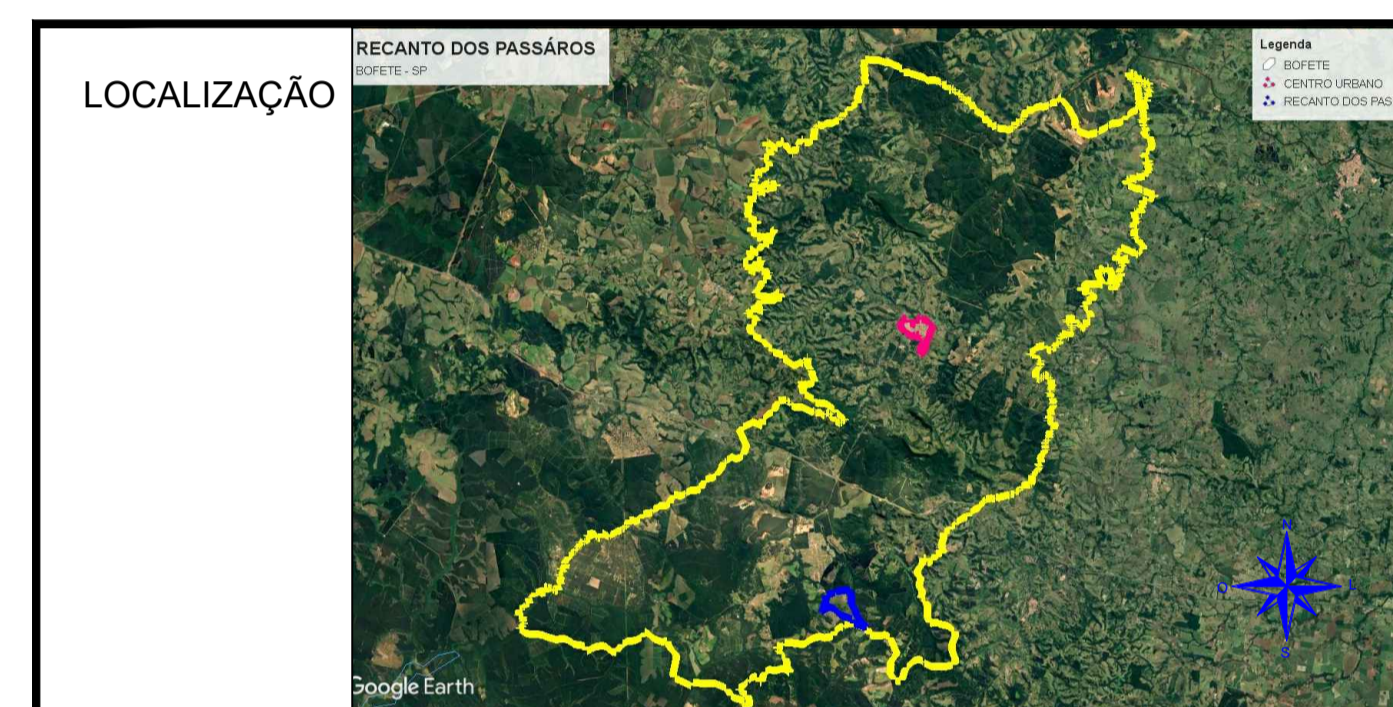 LOCALIZAÇÃO
RECANTO DOS PASSÁROS
BOFETE - SP
Legenda
BOFETE
CENTRO URBANO
RECANTO DOS PAS
N
O
L
S
Google Earth